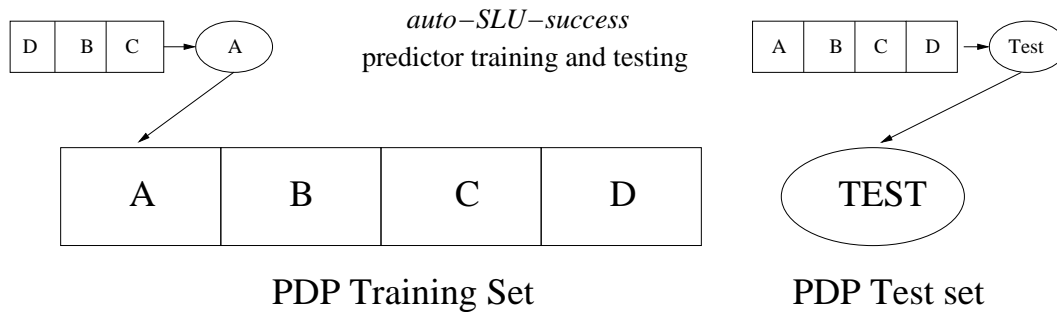 auto−SLU−success
predictor training and testing
D B C A
A B C D Test
A B C D
TEST
PDP Training Set
PDP Test set